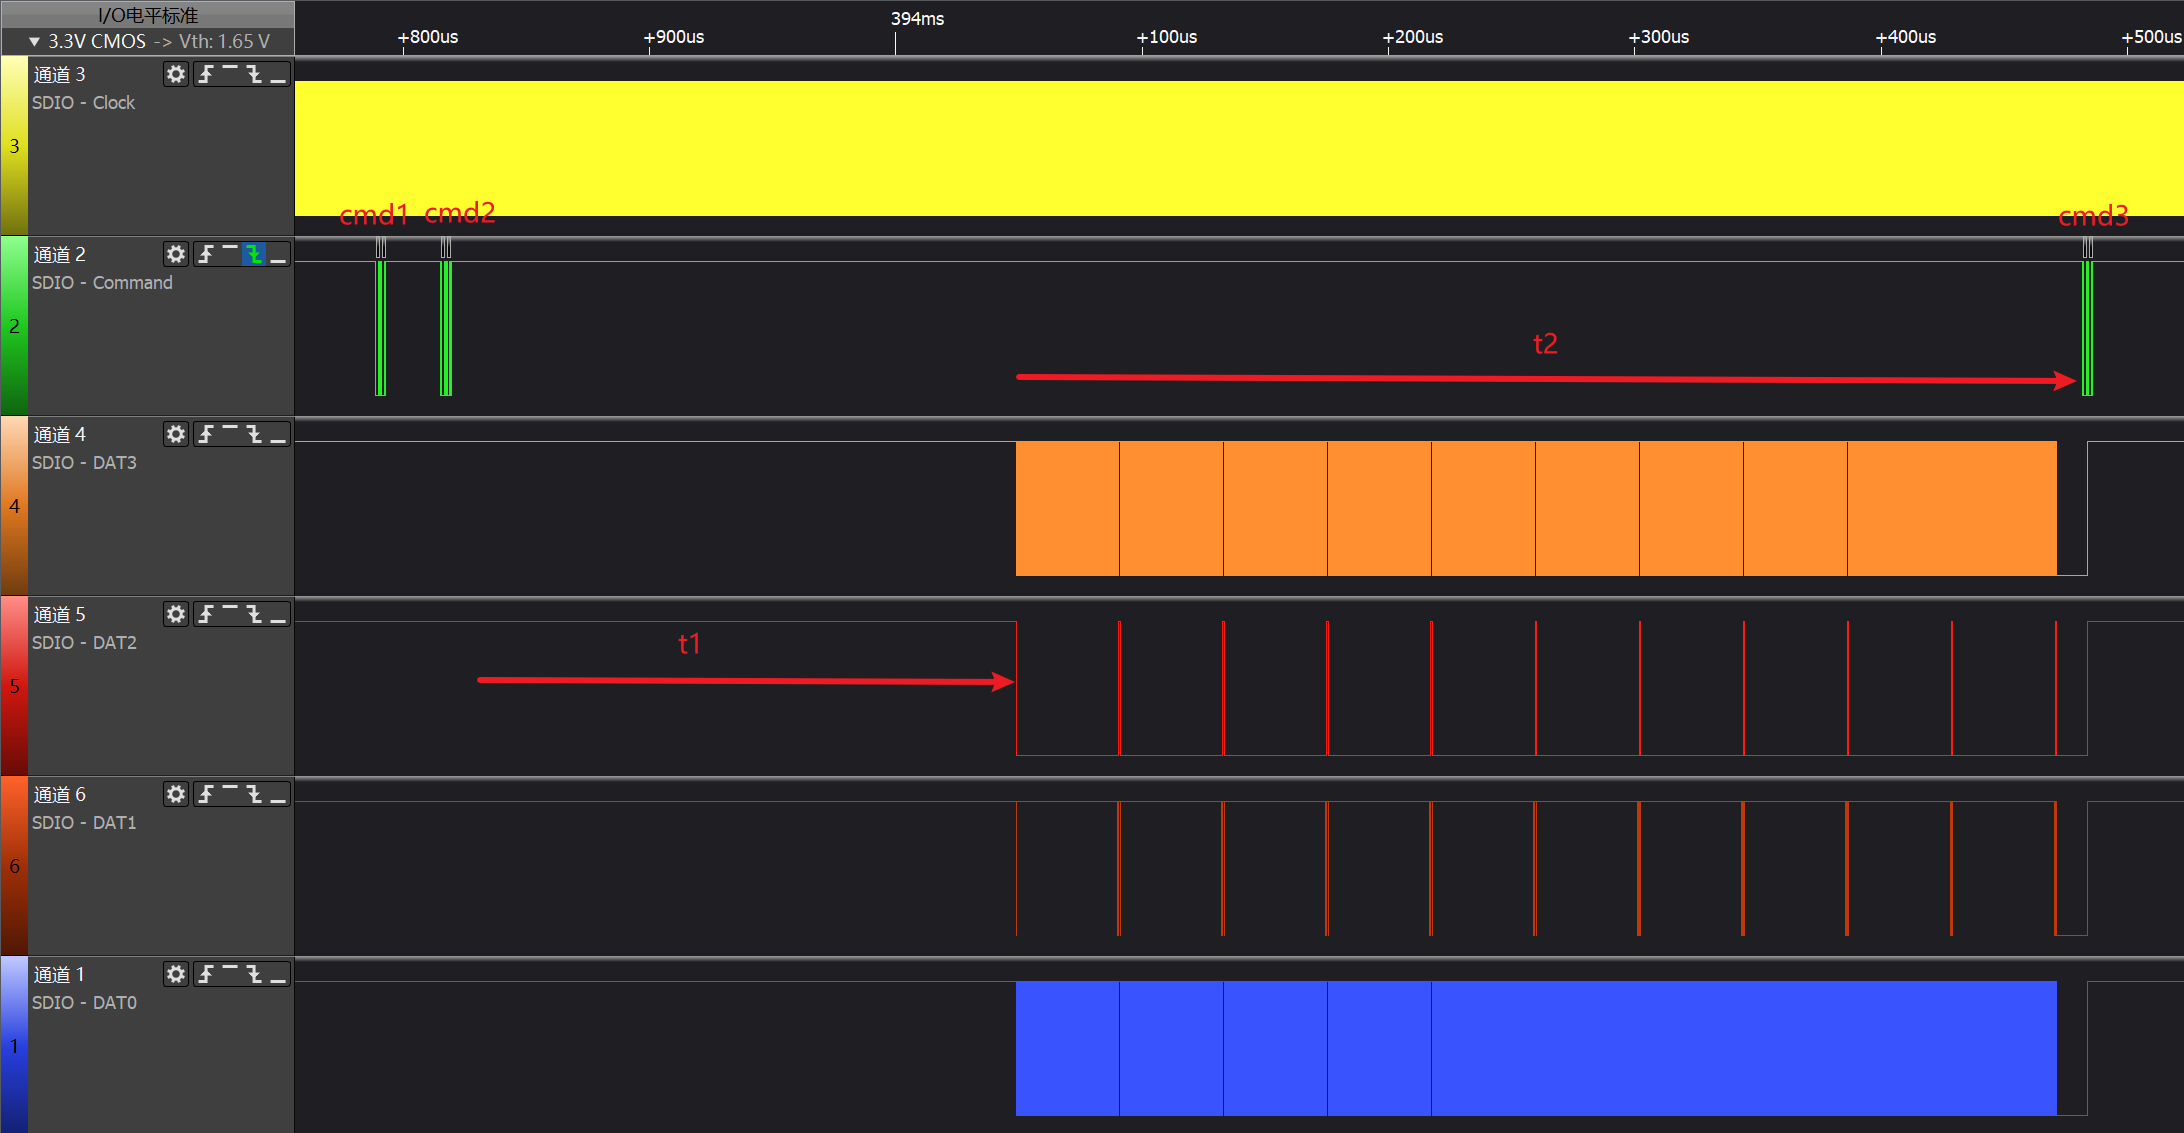 I/O电平标准
▼ 3.3V CMOS -> Vth: 1.65 V
+800us
+900us
394ms
+100us
+200us
+300us
+400us
+500us
通道 3
SDIO - Clock
3
cmd1
cmd2
cmd3
通道 2
SDIO - Command
2
t2
通道 4
SDIO - DAT3
4
通道 5
SDIO - DAT2
5
t1
通道 6
SDIO - DAT1
6
通道 1
SDIO - DAT0
1